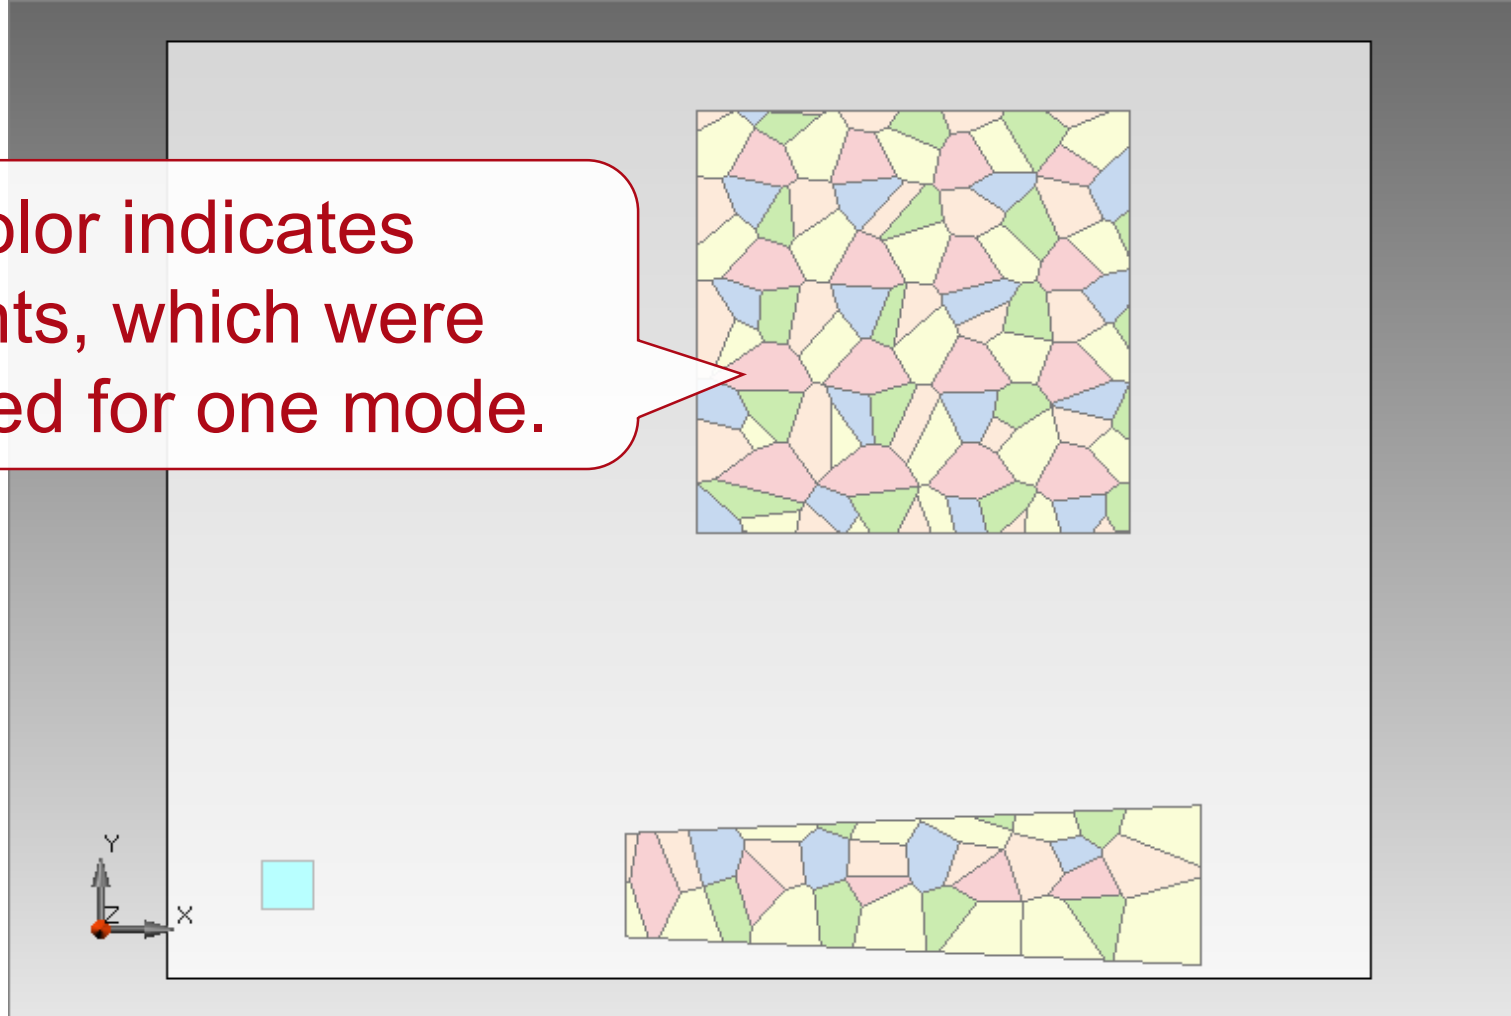 olor indicates
nts, which were
ed for one mode.
Y
Z
X